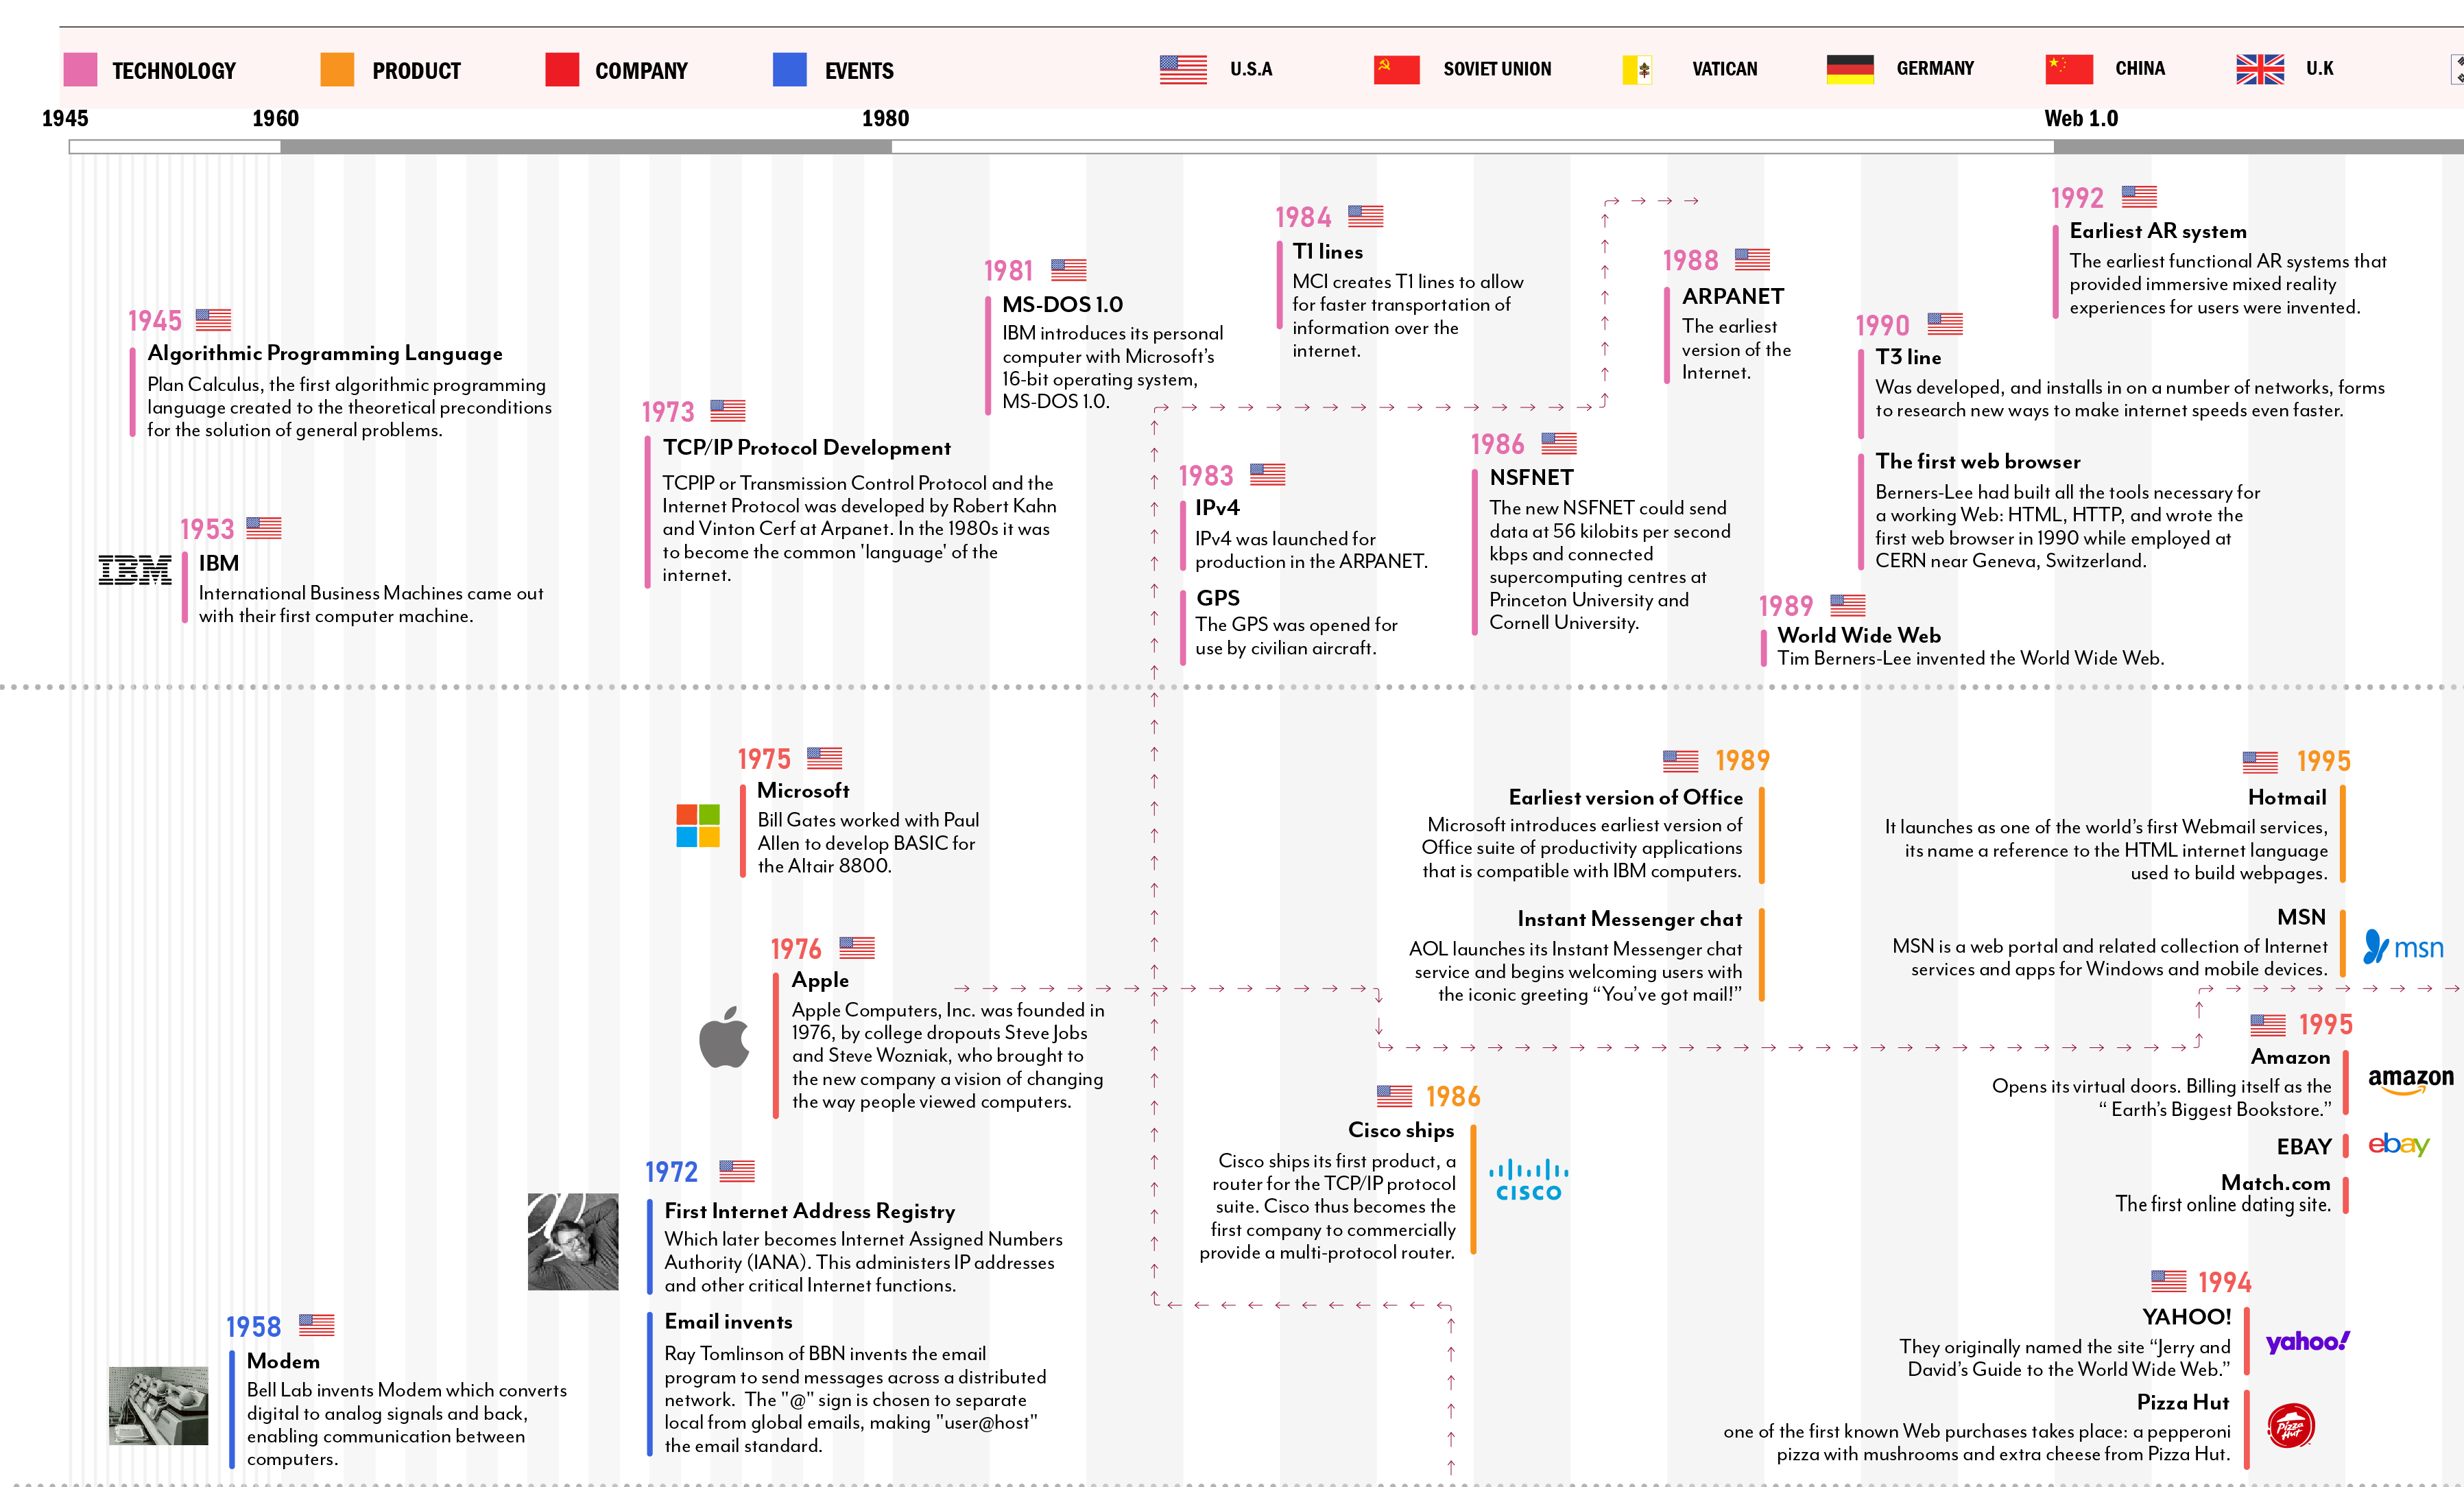 TECHNOLOGY
PRODUCT
COMPANY
EVENTS
U.S.A
SOVIET UNION
VATICAN
GERMANY
CHINA
U.K
1945
1960
1980
Web 1.0
1945
Algorithmic Programming Language
Plan Calculus, the first algorithmic programming
language created to the theoretical preconditions
for the solution of general problems.
1953
IBM
IBM
International Business Machines came out
with their first computer machine.
1973
TCP/IP Protocol Development
TCPIP or Transmission Control Protocol and the
Internet Protocol was developed by Robert Kahn
and Vinton Cerf at Arpanet. In the 1980s it was
to become the common 'language' of the
internet.
1981
MS-DOS 1.0
IBM introduces its personal
computer with Microsoft's
16-bit operating system,
MS-DOS 1.0.
1984
T1 lines
MCI creates T1 lines to allow
for faster transportation of
information over the
internet.
1983
IPv4
IPv4 was launched for
production in the ARPANET.
GPS
The GPS was opened for
use by civilian aircraft.
1986
NSFNET
The new NSFNET could send
data at 56 kilobits per second
kbps and connected
supercomputing centres at
Princeton University and
Cornell University.
1988
ARPANET
The earliest
version of the
Internet.
1992
Earliest AR system
The earliest functional AR systems that
provided immersive mixed reality
experiences for users were invented.
1990
T3 line
Was developed, and installs in on a number of networks, forms
to research new ways to make internet speeds even faster.
The first web browser
Berners-Lee had built all the tools necessary for
a working Web: HTML, HTTP, and wrote the
first web browser in 1990 while employed at
CERN near Geneva, Switzerland.
1989
World Wide Web
Tim Berners-Lee invented the World Wide Web.
1975
Microsoft
Bill Gates worked with Paul
Allen to develop BASIC for
the Altair 8800.
1976
Apple
Apple Computers, Inc. was founded in
1976, by college dropouts Steve Jobs
and Steve Wozniak, who brought to
the new company a vision of changing
the way people viewed computers.
1972
First Internet Address Registry
Which later becomes Internet Assigned Numbers
Authority (IANA). This administers IP addresses
and other critical Internet functions.
Email invents
Ray Tomlinson of BBN invents the email
program to send messages across a distributed
network. The "@" sign is chosen to separate
local from global emails, making "user@host"
the email standard.
1958
Modem
Bell Lab invents Modem which converts
digital to analog signals and back,
enabling communication between
computers.
1989
Earliest version of Office
Microsoft introduces earliest version of
Office suite of productivity applications
that is compatible with IBM computers.
Instant Messenger chat
AOL launches its Instant Messenger chat
service and begins welcoming users with
the iconic greeting “You've got mail!”
1986
Cisco ships
Cisco ships its first product, a
router for the TCP/IP protocol
suite. Cisco thus becomes the
first company to commercially
provide a multi-protocol router.
CISCO
1995
Hotmail
It launches as one of the world's first Webmail services,
its name a reference to the HTML internet language
used to build webpages.
MSN
MSN is a web portal and related collection of Internet
services and apps for Windows and mobile devices.
msn
1995
Amazon
Opens its virtual doors. Billing itself as the
“ Earth's Biggest Bookstore.”
amazon
EBAY
ebay
Match.com
The first online dating site.
1994
YAHOO!
They originally named the site “Jerry and
David's Guide to the World Wide Web.”
yahoo!
Pizza Hut
one of the first known Web purchases takes place: a pepperoni
pizza with mushrooms and extra cheese from Pizza Hut.
Pizza Hut